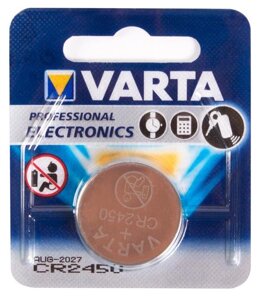 VARTA
PROFESSIONAL
ELECTRONICS
VARTA
+
CR2450
AUG-2027
CR2450